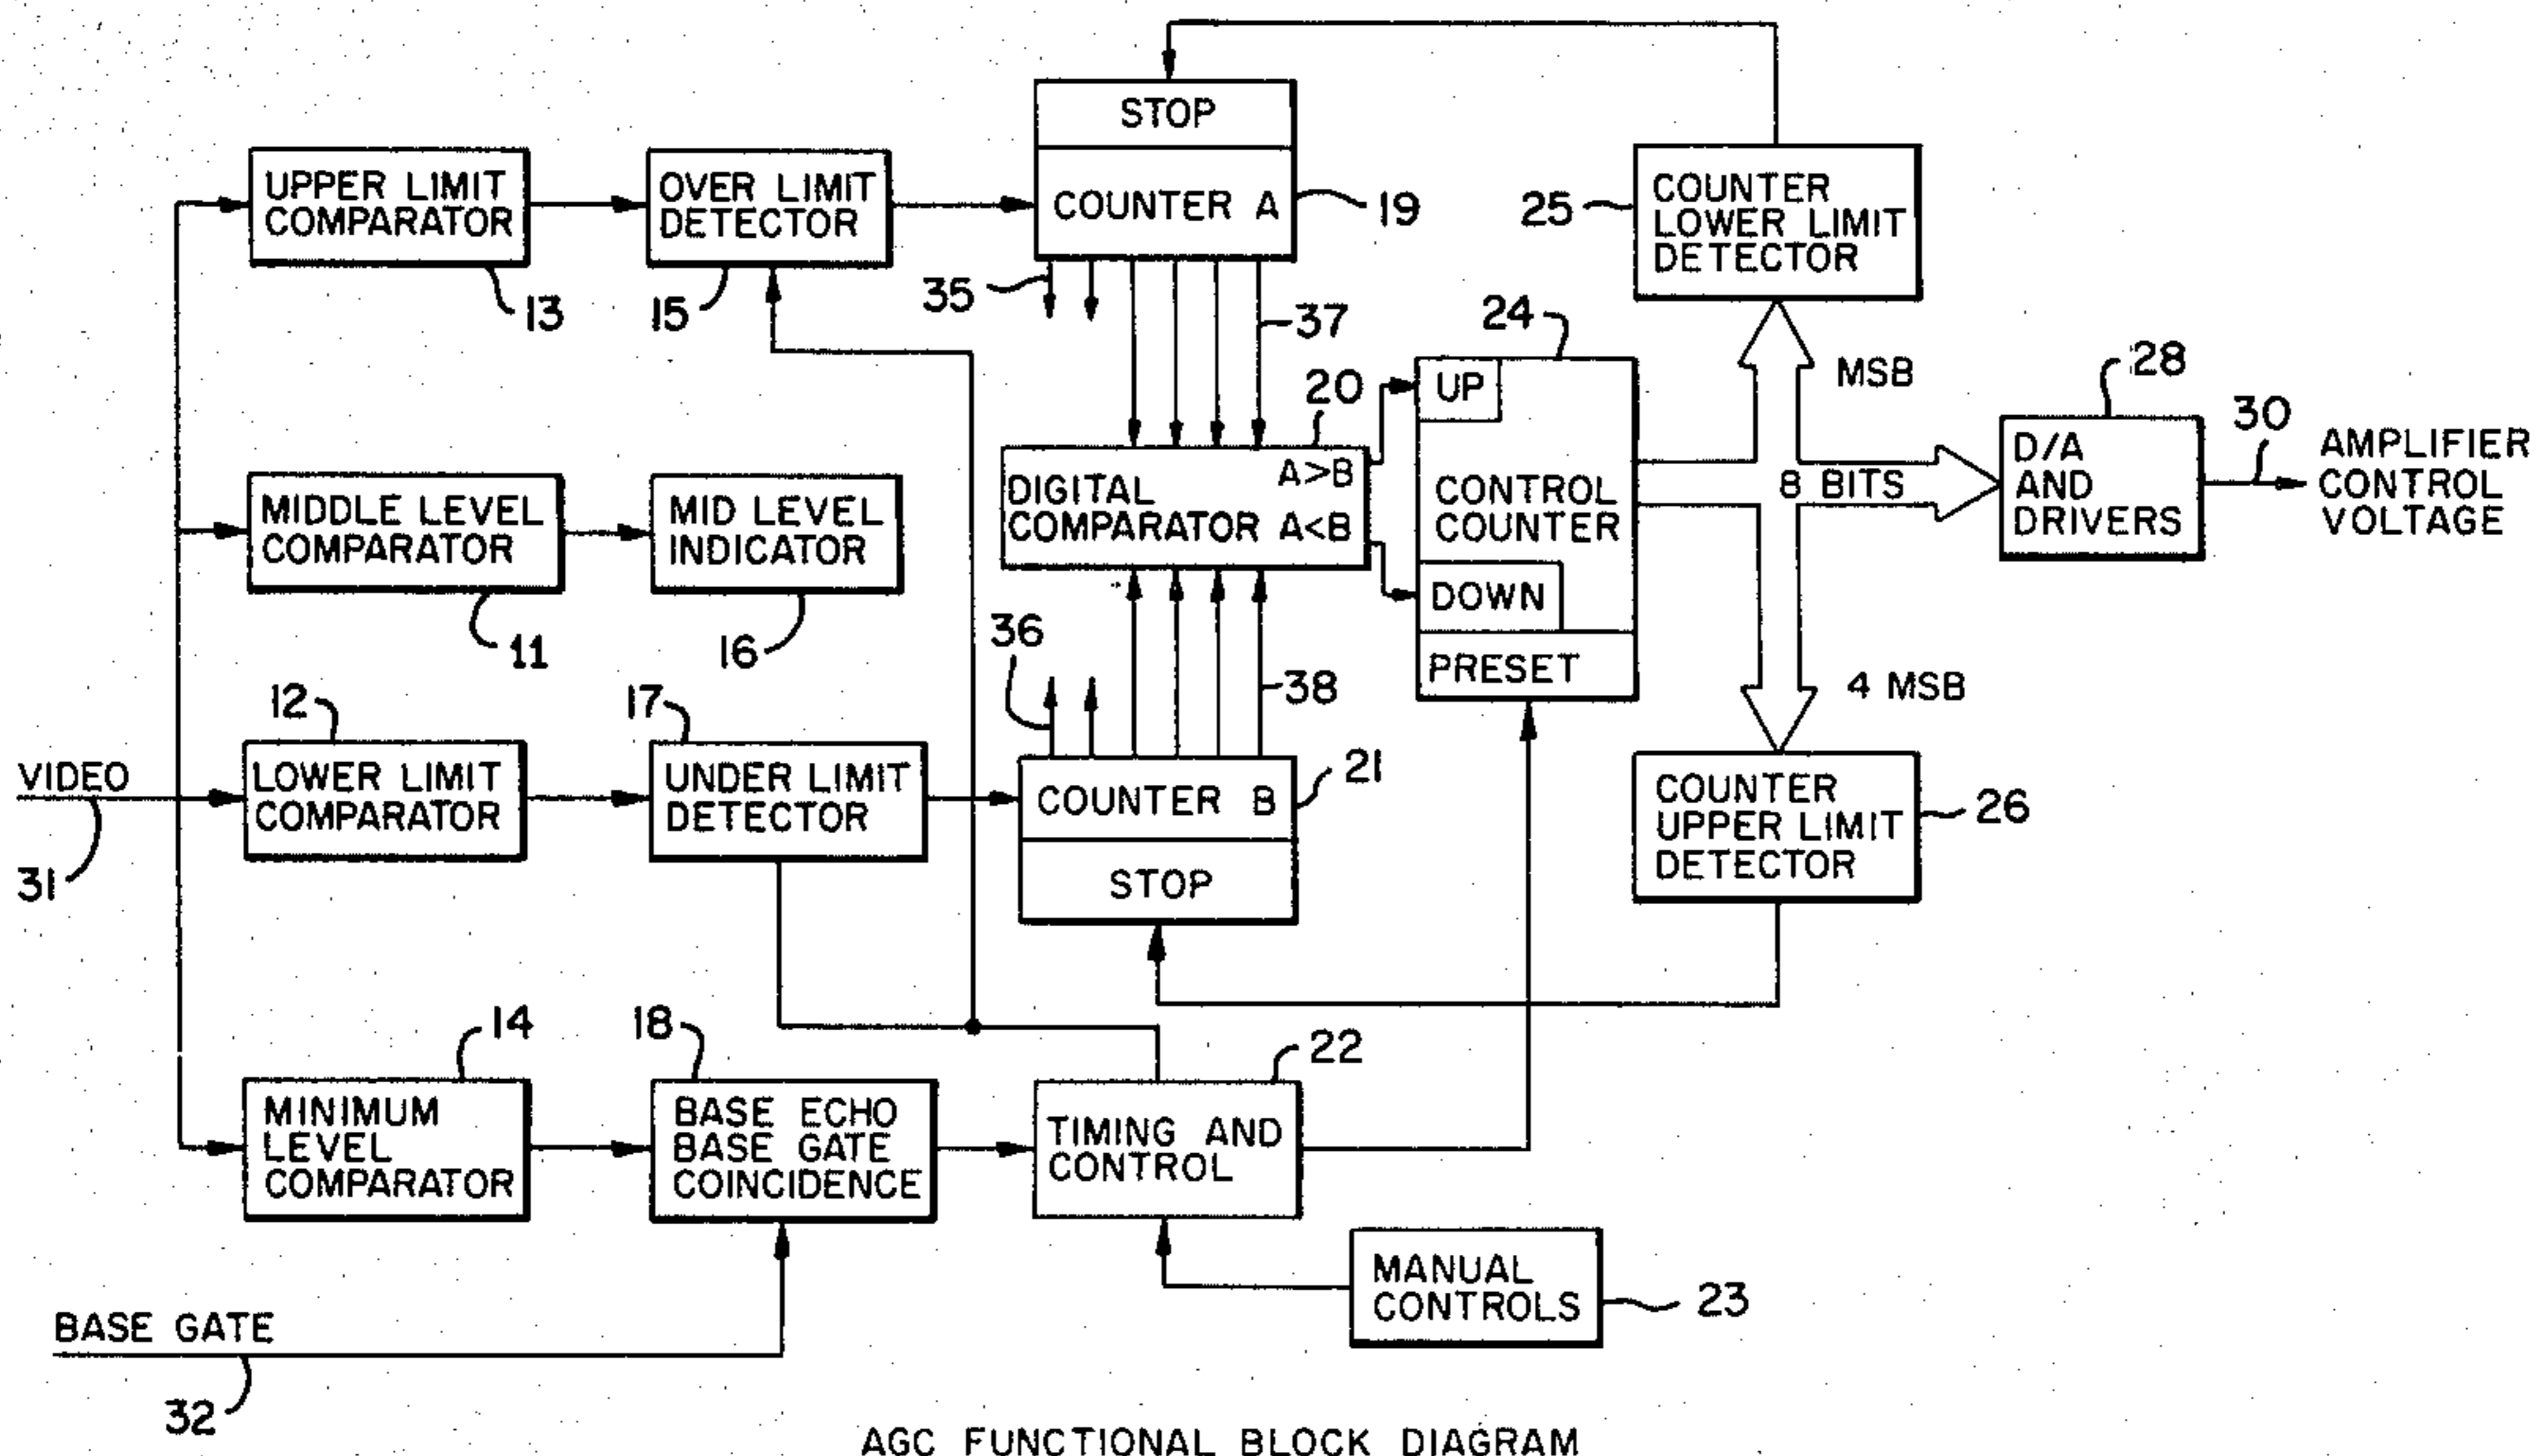 STOP
COUNTER A
19
UPPER LIMIT
COMPARATOR
13
OVER LIMIT
DETECTOR
15
35
37
COUNTER
LOWER LIMIT
DETECTOR
25
MIDDLE LEVEL
COMPARATOR
11
MID LEVEL
INDICATOR
16
20
A>B
DIGITAL
COMPARATOR A<B
24
UP
CONTROL
COUNTER
DOWN
PRESET
MSB
8 BITS
4 MSB
28
D/A
AND
DRIVERS
30
AMPLIFIER
CONTROL
VOLTAGE
VIDEO
31
12
LOWER LIMIT
COMPARATOR
17
UNDER LIMIT
DETECTOR
36
38
21
COUNTER B
STOP
COUNTER
UPPER LIMIT
DETECTOR
26
14
MINIMUM
LEVEL
COMPARATOR
18
BASE ECHO
BASE GATE
COINCIDENCE
22
TIMING AND
CONTROL
MANUAL
CONTROLS
23
BASE GATE
32
AGC FUNCTIONAL BLOCK DIAGRAM